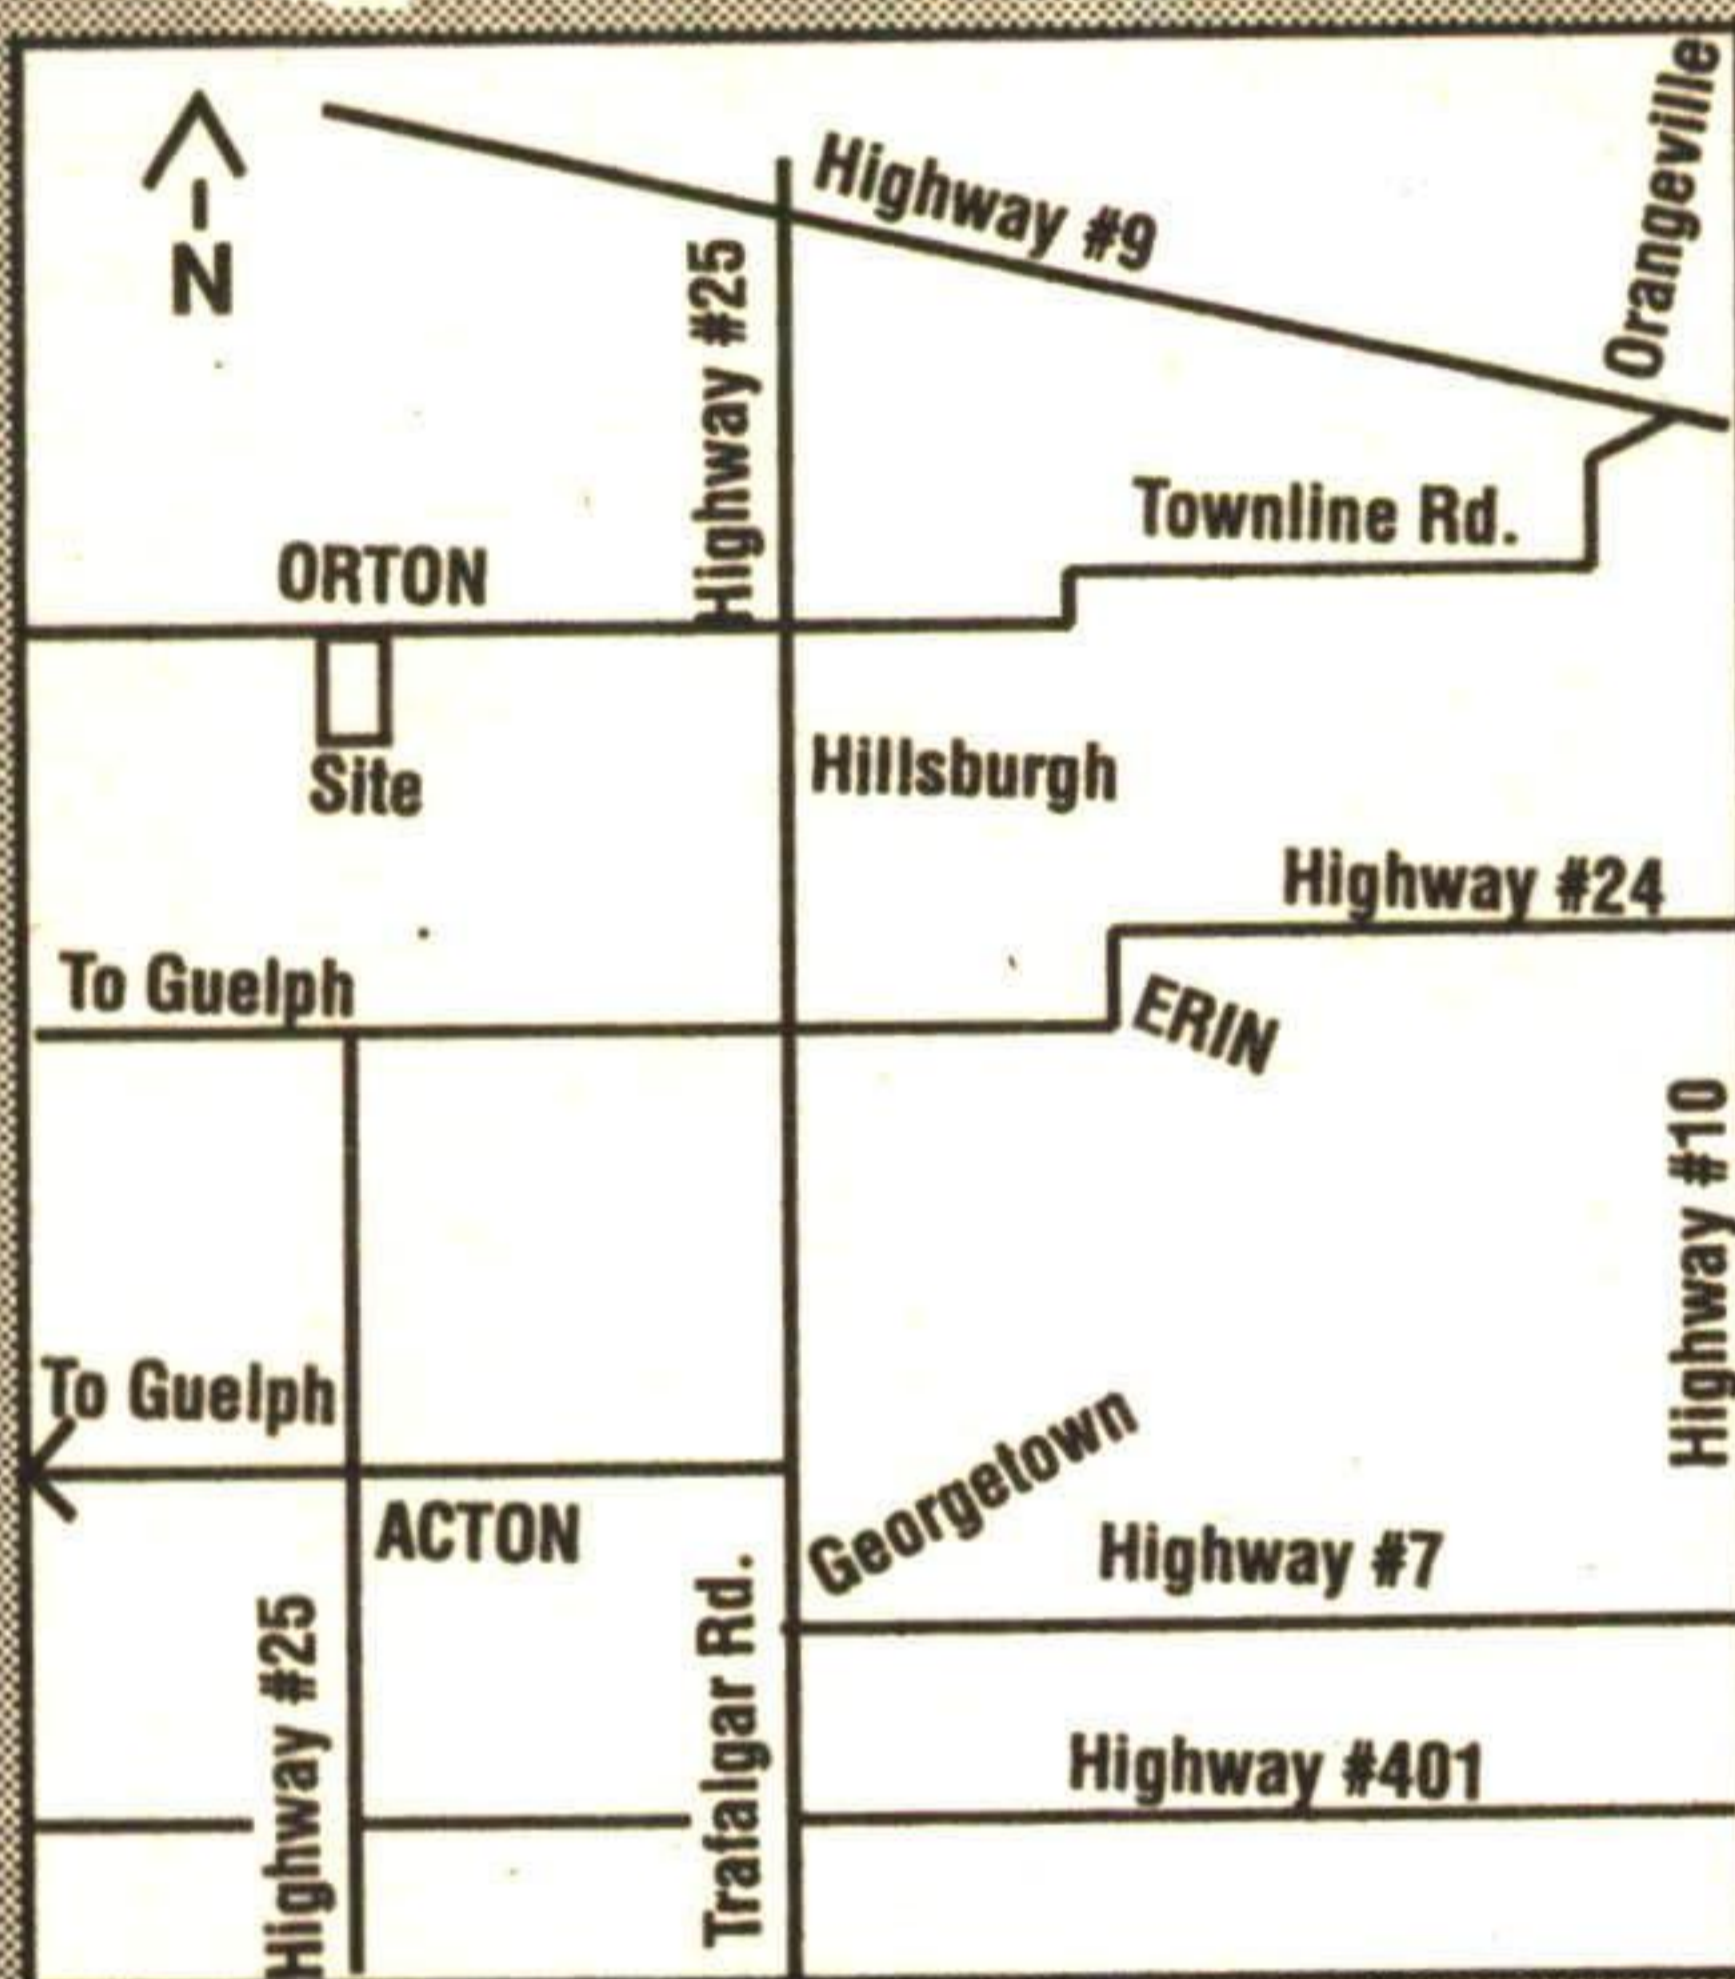 Orangeville
N
Highway #9
Highway #25
Townline Rd.
ORTON
Site
Hillsburgh
Highway #24
To Guelph
ERIN
Highway #10
To Guelph
Georgetown
ACTON
Highway #7
Highway #25
Trafalgar Rd.
Highway #401